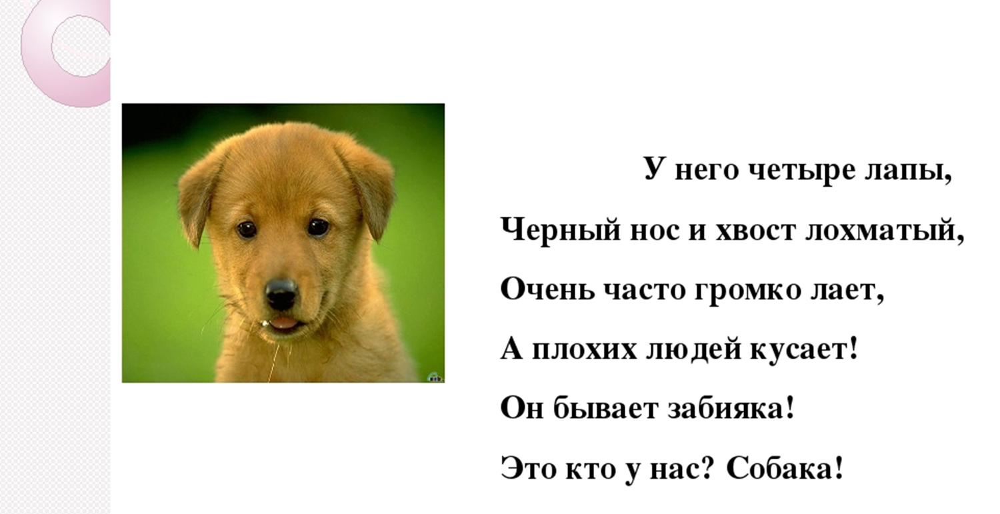 У него четыре лапы,
Черный нос и хвост лохматый,
Очень часто громко лает,
А плохих людей кусает!
Он бывает забияка!
Это кто у нас? Собака!